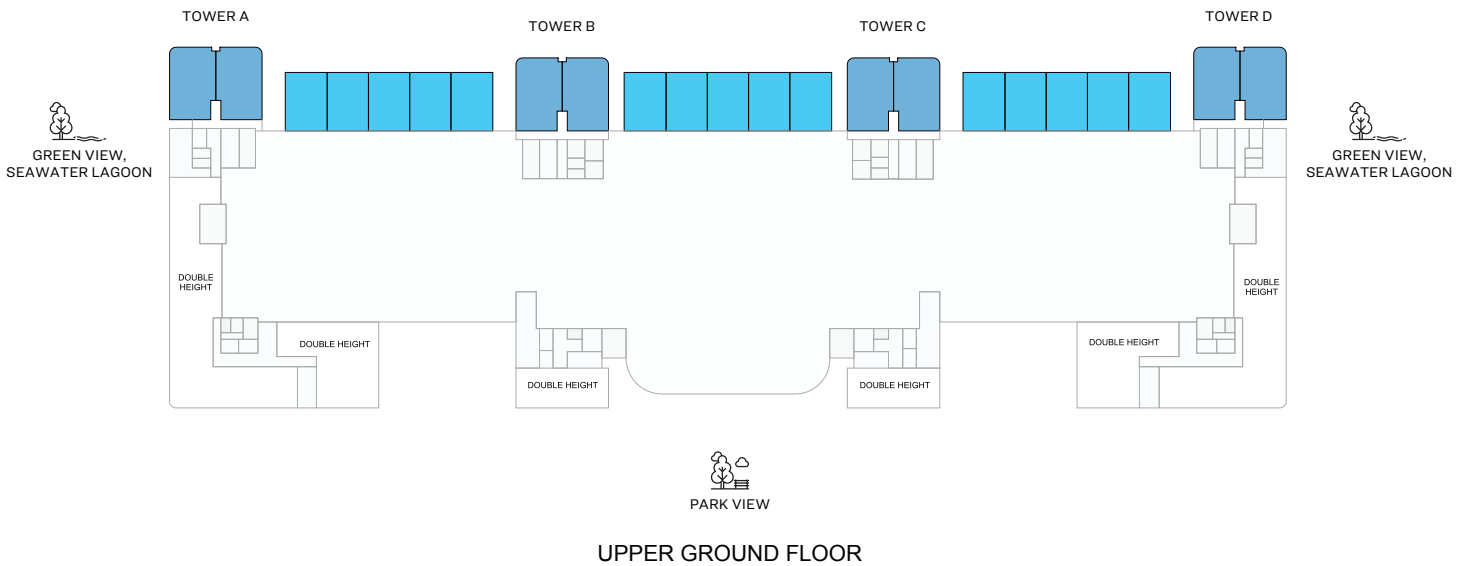 TOWER A
TOWER B
TOWER C
TOWER D
GREEN VIEW,
SEAWATER LAGOON
GREEN VIEW,
SEAWATER LAGOON
DOUBLE
HEIGHT
DOUBLE
HEIGHT
DOUBLE HEIGHT
DOUBLE HEIGHT
DOUBLE HEIGHT
DOUBLE HEIGHT
PARK VIEW
UPPER GROUND FLOOR